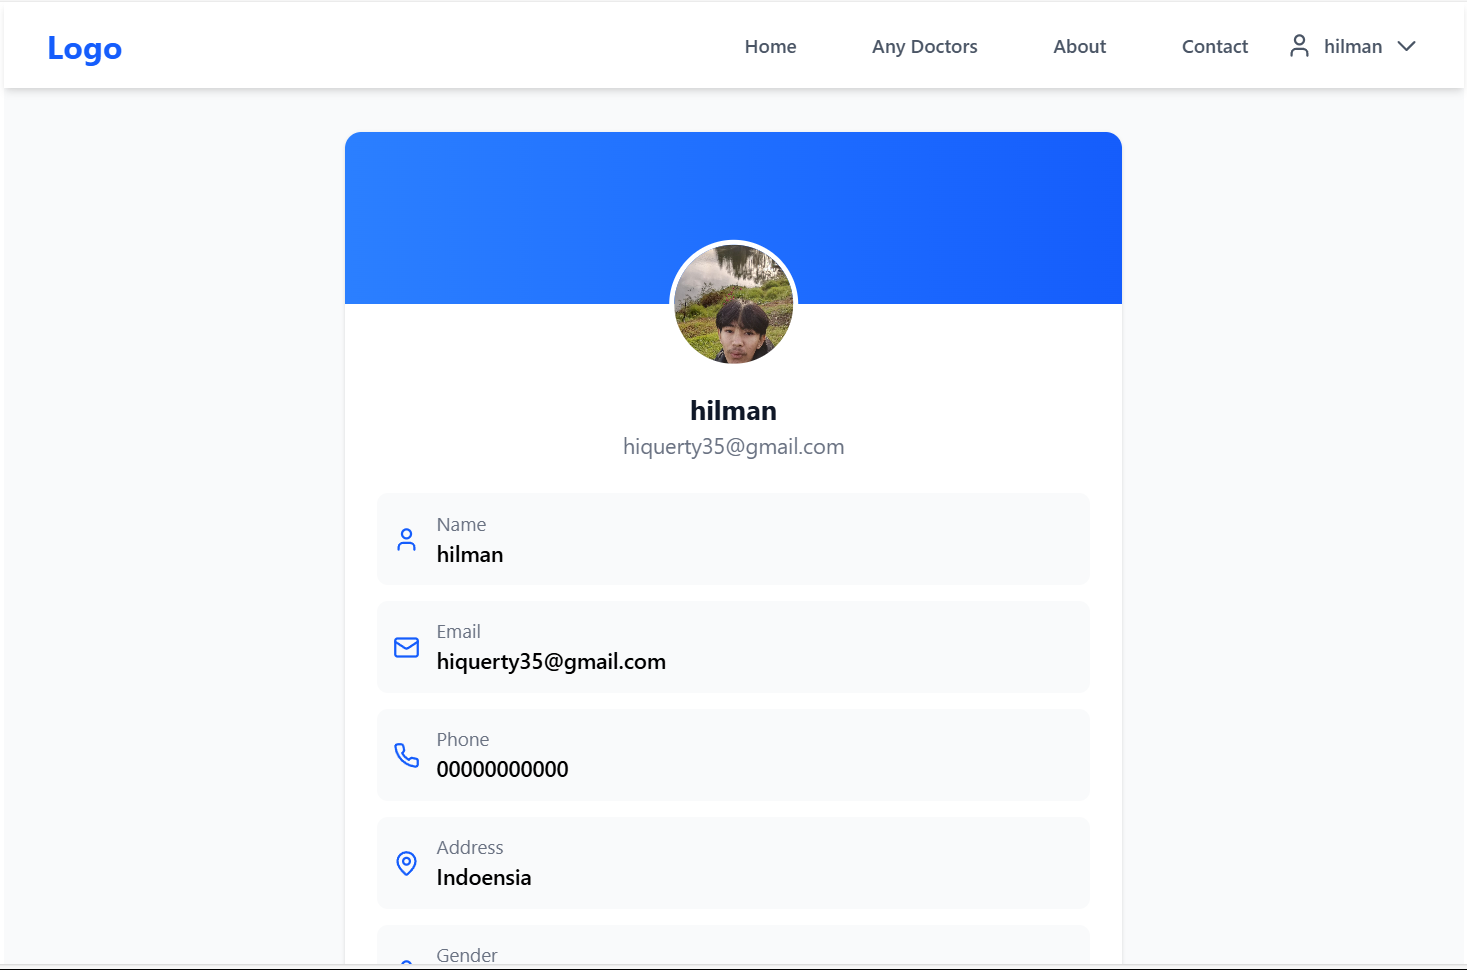 Logo
Home
Any Doctors
About
Contact
hilman
hilman
hiquerty35@gmail.com
Name
hilman
Email
hiquerty35@gmail.com
Phone
00000000000
Address
Indoensia
Gender